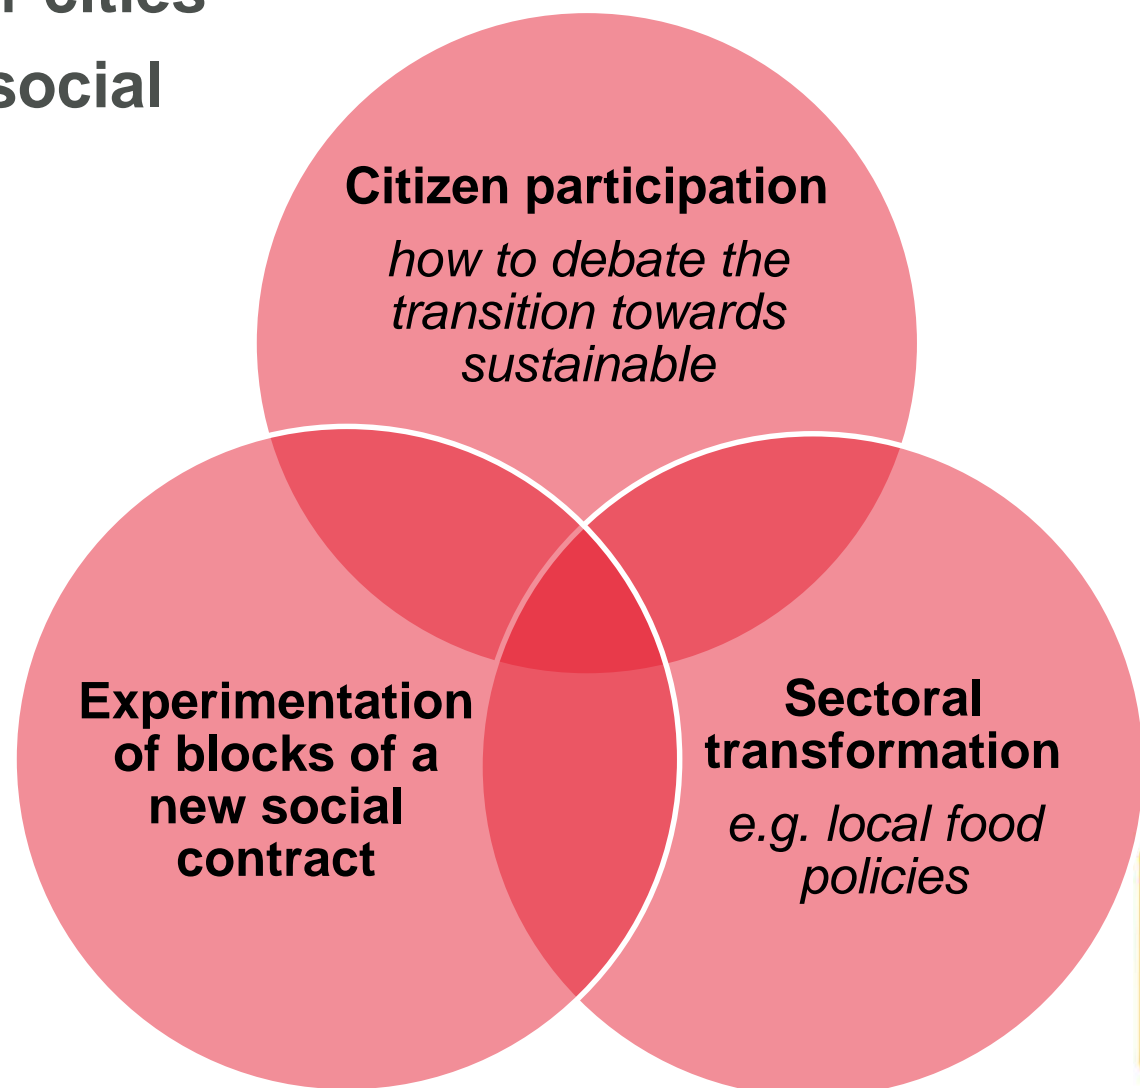 cities
social
Citizen participation
how to debate the
transition towards
sustainable
Experimentation
of blocks of a
new social
contract
Sectoral
transformation
e.g. local food
policies